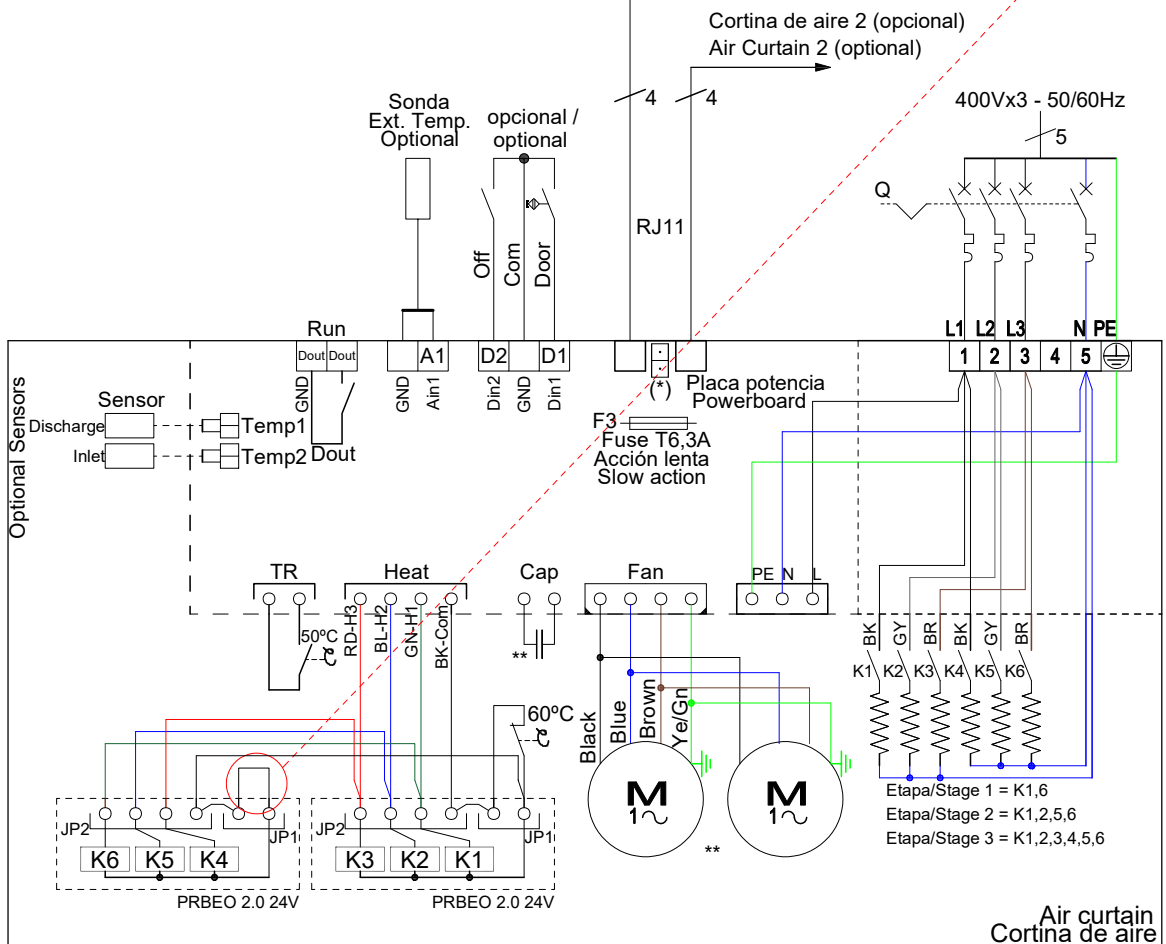 Cortina de aire 2 (opcional)
Air Curtain 2 (optional)
4
4
400Vx3 - 50/60Hz
5
Sonda
Ext. Temp.
Optional
opcional /
optional
Q
RJ11
Off
Com
Door
Run
L1
L2
L3
N
PE
Dout
Dout
A1
D2
D1
1
2
3
4
5
GND
GND
Ain1
Din2
GND
Din1
(*)
Placa potencia
Powerboard
Optional Sensors
Sensor
Discharge
Temp1
Inlet
Temp2
Dout
F3
Fuse T6,3A
Acción lenta
Slow action
TR
Heat
Cap
Fan
PE
N
L
50ºC
RD-H3
BL-H2
GN-H1
BK-Com
**
BK
GY
BR
BK
GY
BR
K1
K2
K3
K4
K5
K6
60ºC
Black
Blue
Brown
Ye/Gn
M
1~
M
1~
**
Etapa/Stage 1 = K1,6
Etapa/Stage 2 = K1,2,5,6
Etapa/Stage 3 = K1,2,3,4,5,6
JP2
JP1
JP2
JP1
K6
K5
K4
K3
K2
K1
PRBEO 2.0 24V
PRBEO 2.0 24V
Air curtain
Cortina de aire